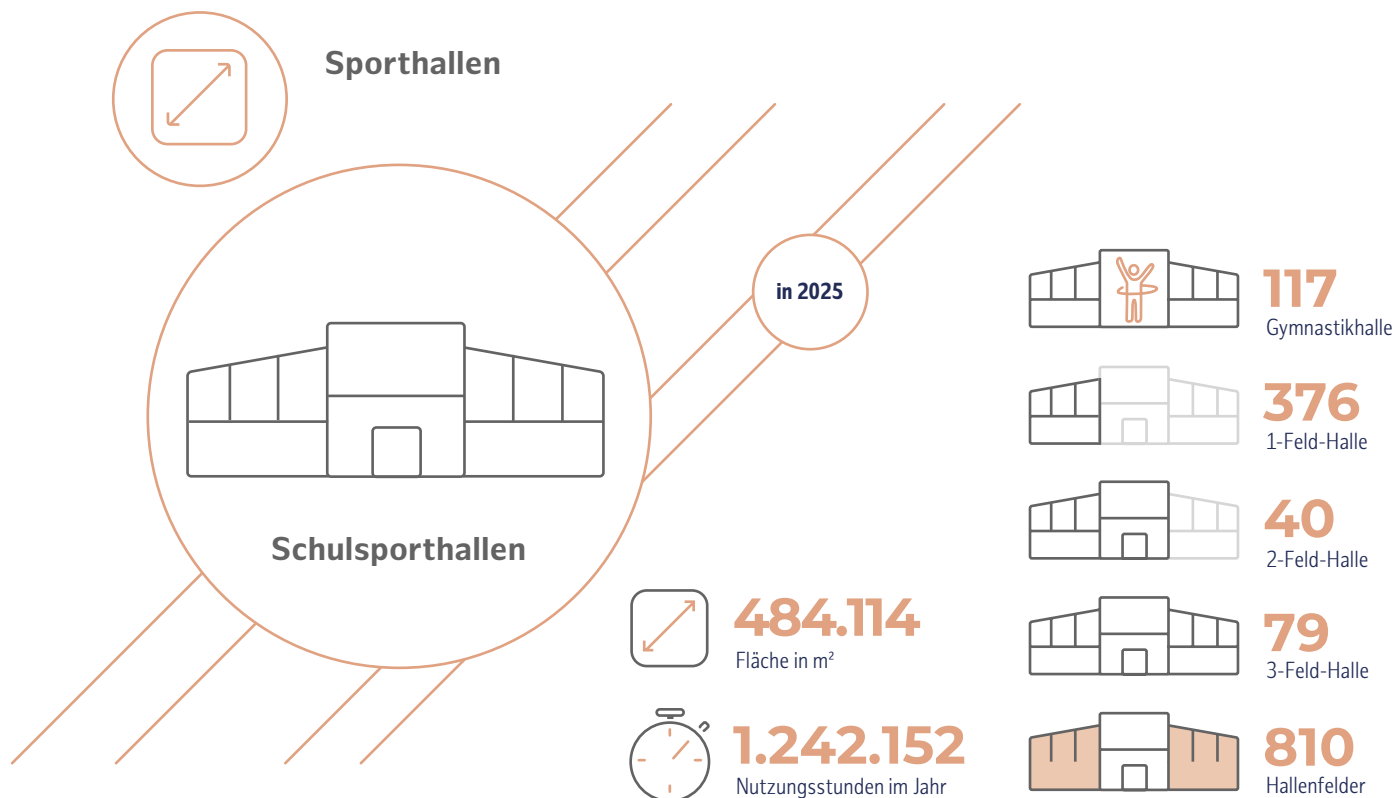 Sporthallen
Schulsporthallen
in 2025
484.114
Fläche in m²
1.242.152
Nutzungsstunden im Jahr
117
Gymnastikhalle
376
1-Feld-Halle
40
2-Feld-Halle
79
3-Feld-Halle
810
Hallenfelder